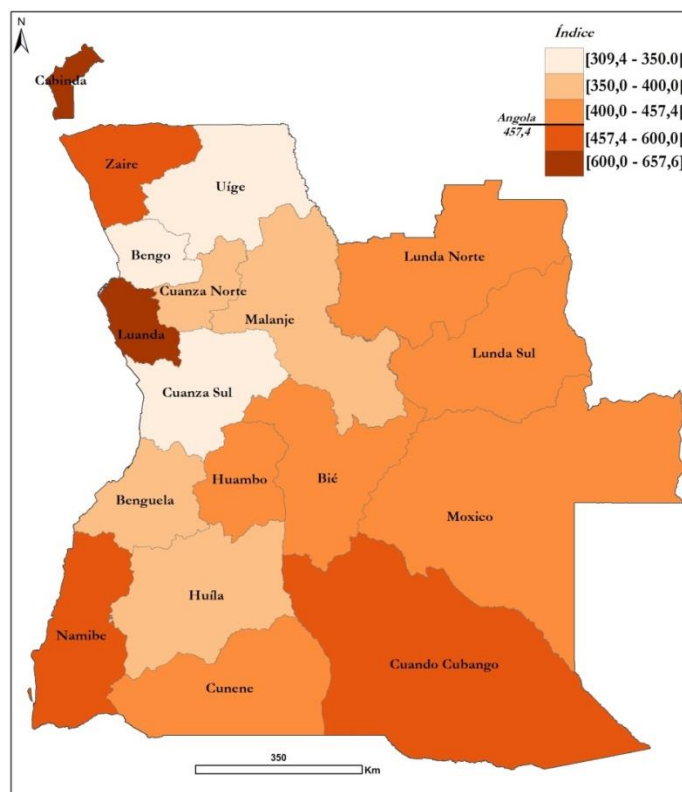 N
Índice
[309,4 - 350.0[
[350,0 - 400,0[
[400,0 - 457,4[
Angola
457,4
[457,4 - 600,0[
[600,0 - 657,6]
Cabinda
Zaire
Uíge
Bengo
Lunda Norte
Cuanza Norte
Malanje
Luanda
Lunda Sul
Cuanza Sul
Huambo
Bié
Benguela
Moxico
Huíla
Namibe
Cuando Cubango
Cunene
350
Km